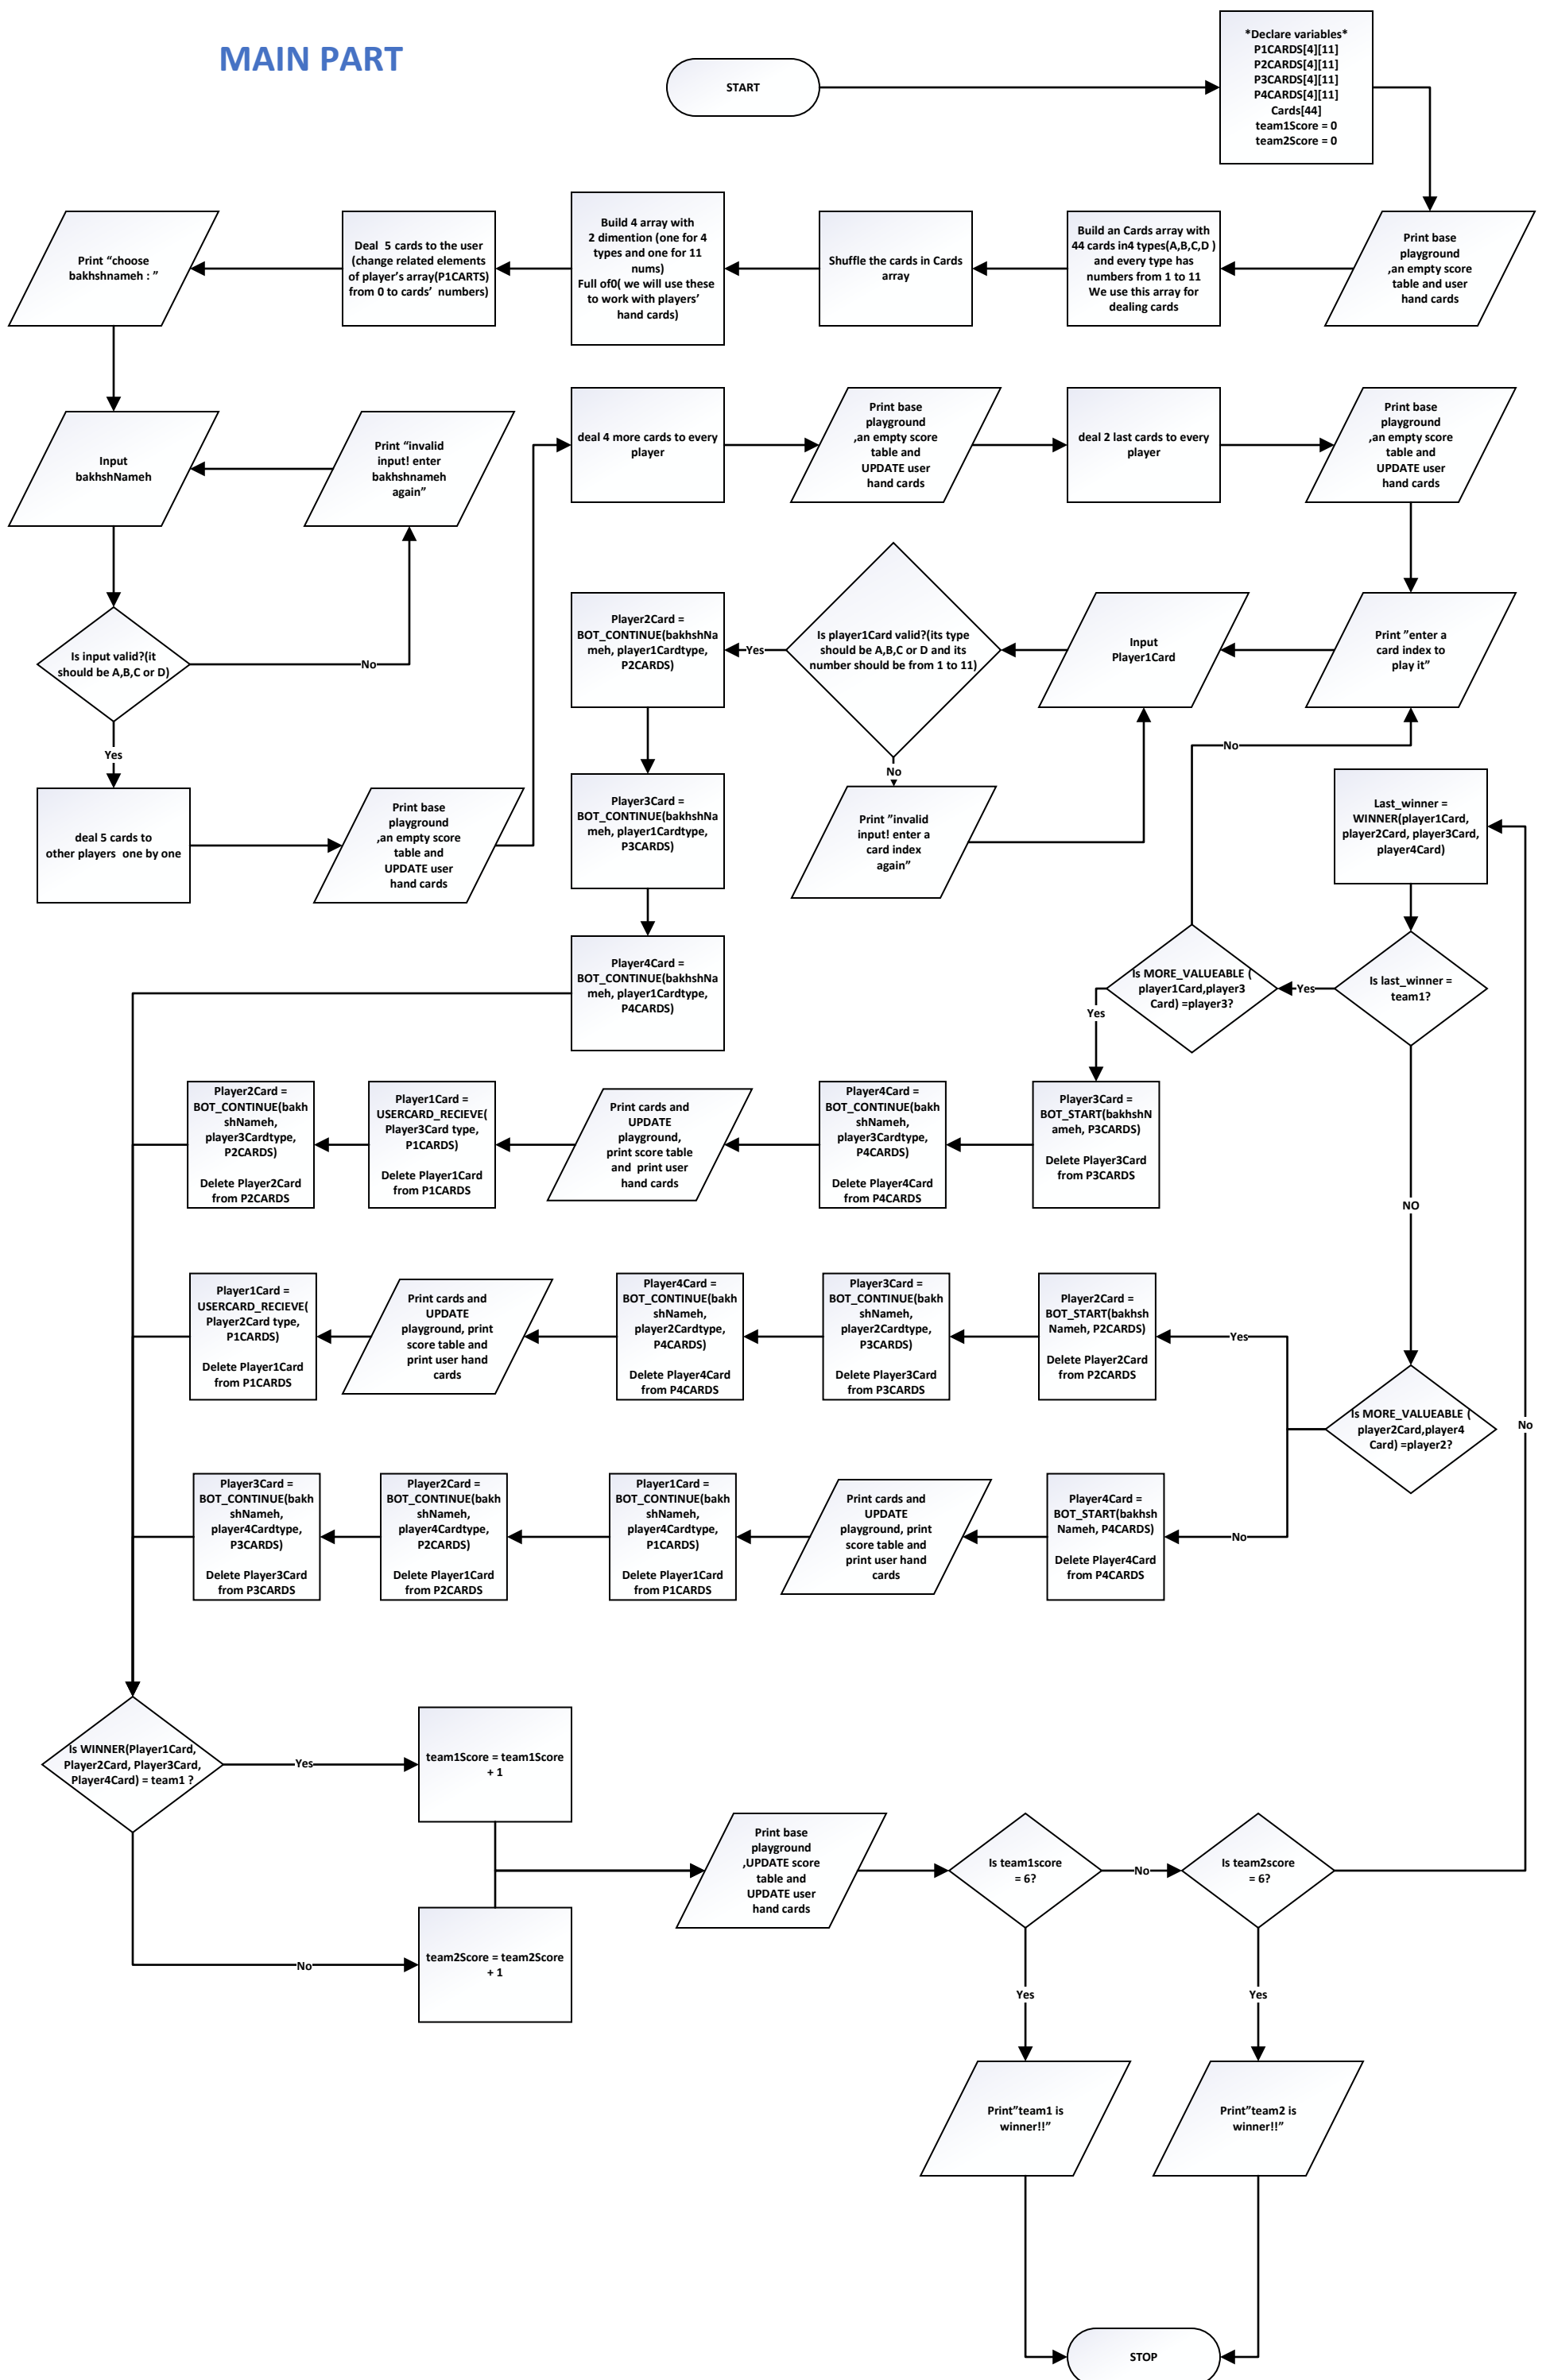 MAIN PART
START
*Declare variables*
P1CARDS[4][11]
P2CARDS[4][11]
P3CARDS[4][11]
P4CARDS[4][11]
Cards[44]
team1Score = 0
team2Score = 0
Print base
playground
,an empty score
table and user
hand cards
Build an Cards array with
44 cards in4 types(A,B,C,D )
and every type has
numbers from 1 to 11
We use this array for
dealing cards
Shuffle the cards in Cards
array
Build 4 array with
2 dimention (one for 4
types and one for 11
nums)
Full of0( we will use these
to work with players’
hand cards)
Deal  5 cards to the user
(change related elements
of player’s array(P1CARTS)
from 0 to cards’  numbers)
Print “choose
bakhshnameh : ”
Input
bakhshNameh
Print “invalid
input! enter
bakhshnameh
again”
Is input valid?(it
should be A,B,C or D)
No
Yes
deal 5 cards to
other players  one by one
Print base
playground
,an empty score
table and
UPDATE user
hand cards
deal 4 more cards to every
player
Print base
playground
,an empty score
table and
UPDATE user
hand cards
deal 2 last cards to every
player
Print base
playground
,an empty score
table and
UPDATE user
hand cards
Print ”enter a
card index to
play it”
Input
Player1Card
Is player1Card valid?(its type
should be A,B,C or D and its
number should be from 1 to 11)
Yes
No
Print ”invalid
input! enter a
card index
again”
Player2Card =
BOT_CONTINUE(bakhshNa
meh, player1Cardtype,
P2CARDS)
Player3Card =
BOT_CONTINUE(bakhshNa
meh, player1Cardtype,
P3CARDS)
Player4Card =
BOT_CONTINUE(bakhshNa
meh, player1Cardtype,
P4CARDS)
No
Last_winner =
WINNER(player1Card,
player2Card, player3Card,
player4Card)
Is last_winner =
team1?
Yes
Is MORE_VALUEABLE (
player1Card,player3
Card) =player3?
Yes
NO
Player3Card =
BOT_START(bakhshN
ameh, P3CARDS)
Delete Player3Card
from P3CARDS
Player4Card =
BOT_CONTINUE(bakh
shNameh,
player3Cardtype,
P4CARDS)
Delete Player4Card
from P4CARDS
Print cards and
UPDATE
playground,
print score table
and  print user
hand cards
Player1Card =
USERCARD_RECIEVE(
Player3Card type,
P1CARDS)
Delete Player1Card
from P1CARDS
Player2Card =
BOT_CONTINUE(bakh
shNameh,
player3Cardtype,
P2CARDS)
Delete Player2Card
from P2CARDS
Is MORE_VALUEABLE (
player2Card,player4
Card) =player2?
Yes
No
No
Player2Card =
BOT_START(bakhsh
Nameh, P2CARDS)
Delete Player2Card
from P2CARDS
Player3Card =
BOT_CONTINUE(bakh
shNameh,
player2Cardtype,
P3CARDS)
Delete Player3Card
from P3CARDS
Player4Card =
BOT_CONTINUE(bakh
shNameh,
player2Cardtype,
P4CARDS)
Delete Player4Card
from P4CARDS
Print cards and
UPDATE
playground, print
score table and
print user hand
cards
Player1Card =
USERCARD_RECIEVE(
Player2Card type,
P1CARDS)
Delete Player1Card
from P1CARDS
Player4Card =
BOT_START(bakhsh
Nameh, P4CARDS)
Delete Player4Card
from P4CARDS
Print cards and
UPDATE
playground, print
score table and
print user hand
cards
Player1Card =
BOT_CONTINUE(bakh
shNameh,
player4Cardtype,
P1CARDS)
Delete Player1Card
from P1CARDS
Player2Card =
BOT_CONTINUE(bakh
shNameh,
player4Cardtype,
P2CARDS)
Delete Player1Card
from P2CARDS
Player3Card =
BOT_CONTINUE(bakh
shNameh,
player4Cardtype,
P3CARDS)
Delete Player3Card
from P3CARDS
Is WINNER(Player1Card,
Player2Card, Player3Card,
Player4Card) = team1 ?
Yes
No
team1Score = team1Score
+ 1
team2Score = team2Score
+ 1
Print base
playground
,UPDATE score
table and
UPDATE user
hand cards
Is team1score
= 6?
No
Is team2score
= 6?
Yes
Yes
Print”team1 is
winner!!”
Print”team2 is
winner!!”
STOP